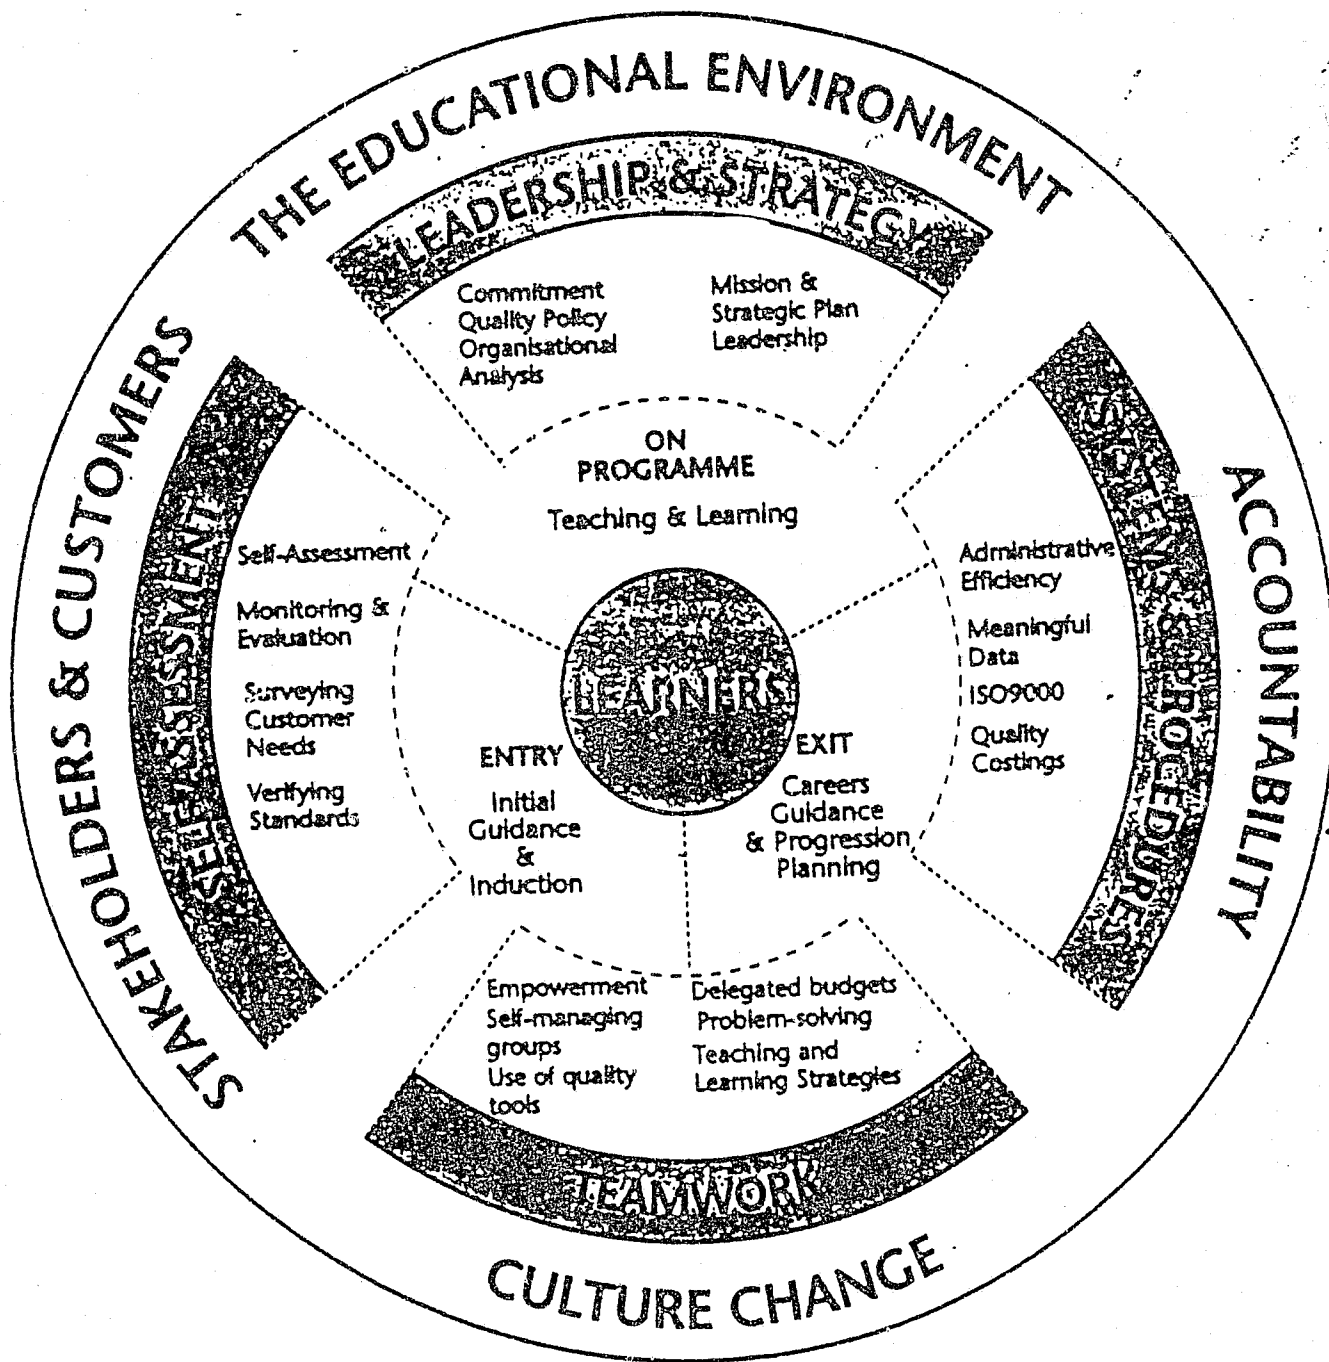 THE EDUCATIONAL ENVIRONMENT
LEADERSHIP & STRATEGY
Commitment
Quality Policy
Organisational
Analysis
Mission &
Strategic Plan
Leadership
STAKEHOLDERS & CUSTOMERS
SELF-ASSESSMENT
Self-Assessment
Monitoring &
Evaluation
Surveying
Customer
Needs
Verifying
Standards
ON
PROGRAMME
Teaching & Learning
LEARNERS
ENTRY
Initial
Guidance
&
Induction
EXIT
Careers
Guidance
& Progression
Planning
Administrative
Efficiency
Meaningful
Data
ISO9000
Quality
Costings
SYSTEMS & PROCEDURES
ACCOUNTABILITY
Empowerment
Self-managing
groups
Use of quality
tools
Delegated budgets
Problem-solving
Teaching and
Learning Strategies
TEAMWORK
CULTURE CHANGE